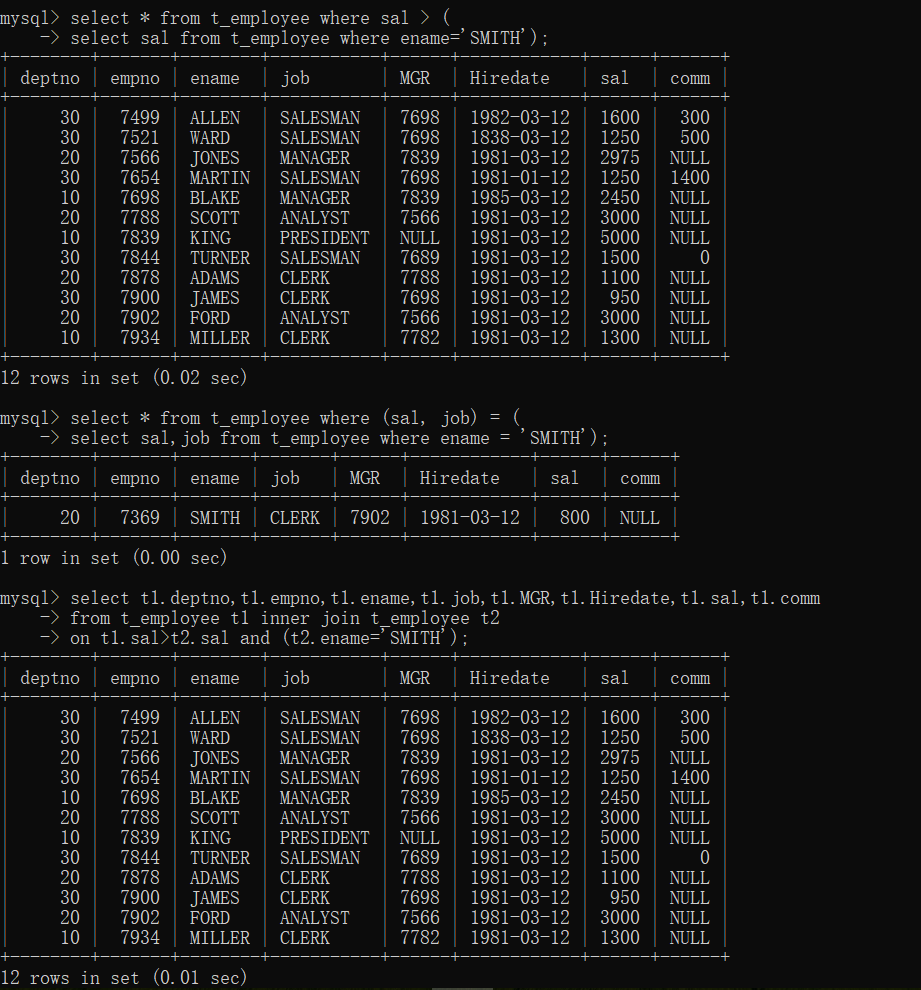 mysql> select * from t_employee where sal > (
    -> select sal from t_employee where ename='SMITH');
+--------+-------+--------+-----------+------+------------+------+------+
| deptno | empno | ename  | job       | MGR  | Hiredate   | sal  | comm |
+--------+-------+--------+-----------+------+------------+------+------+
|     30 |  7499 | ALLEN  | SALESMAN  | 7698 | 1982-03-12 | 1600 |  300 |
|     30 |  7521 | WARD   | SALESMAN  | 7698 | 1838-03-12 | 1250 |  500 |
|     20 |  7566 | JONES  | MANAGER   | 7839 | 1981-03-12 | 2975 | NULL |
|     30 |  7654 | MARTIN | SALESMAN  | 7698 | 1981-01-12 | 1250 | 1400 |
|     10 |  7698 | BLAKE  | MANAGER   | 7839 | 1985-03-12 | 2450 | NULL |
|     20 |  7788 | SCOTT  | ANALYST   | 7566 | 1981-03-12 | 3000 | NULL |
|     10 |  7839 | KING   | PRESIDENT | NULL | 1981-03-12 | 5000 | NULL |
|     30 |  7844 | TURNER | SALESMAN  | 7689 | 1981-03-12 | 1500 |    0 |
|     20 |  7878 | ADAMS  | CLERK     | 7788 | 1981-03-12 | 1100 | NULL |
|     30 |  7900 | JAMES  | CLERK     | 7698 | 1981-03-12 |  950 | NULL |
|     20 |  7902 | FORD   | ANALYST   | 7566 | 1981-03-12 | 3000 | NULL |
|     10 |  7934 | MILLER | CLERK     | 7782 | 1981-03-12 | 1300 | NULL |
+--------+-------+--------+-----------+------+------------+------+------+
12 rows in set (0.02 sec)
mysql> select * from t_employee where (sal, job) = (
    -> select sal,job from t_employee where ename = 'SMITH');
+--------+-------+-------+-------+------+------------+------+------+
| deptno | empno | ename | job   | MGR  | Hiredate   | sal  | comm |
+--------+-------+-------+-------+------+------------+------+------+
|     20 |  7369 | SMITH | CLERK | 7902 | 1981-03-12 |  800 | NULL |
+--------+-------+-------+-------+------+------------+------+------+
1 row in set (0.00 sec)
mysql> select t1.deptno,t1.empno,t1.ename,t1.job,t1.MGR,t1.Hiredate,t1.sal,t1.comm
    -> from t_employee t1 inner join t_employee t2
    -> on t1.sal>t2.sal and (t2.ename='SMITH');
+--------+-------+--------+-----------+------+------------+------+------+
| deptno | empno | ename  | job       | MGR  | Hiredate   | sal  | comm |
+--------+-------+--------+-----------+------+------------+------+------+
|     30 |  7499 | ALLEN  | SALESMAN  | 7698 | 1982-03-12 | 1600 |  300 |
|     30 |  7521 | WARD   | SALESMAN  | 7698 | 1838-03-12 | 1250 |  500 |
|     20 |  7566 | JONES  | MANAGER   | 7839 | 1981-03-12 | 2975 | NULL |
|     30 |  7654 | MARTIN | SALESMAN  | 7698 | 1981-01-12 | 1250 | 1400 |
|     10 |  7698 | BLAKE  | MANAGER   | 7839 | 1985-03-12 | 2450 | NULL |
|     20 |  7788 | SCOTT  | ANALYST   | 7566 | 1981-03-12 | 3000 | NULL |
|     10 |  7839 | KING   | PRESIDENT | NULL | 1981-03-12 | 5000 | NULL |
|     30 |  7844 | TURNER | SALESMAN  | 7689 | 1981-03-12 | 1500 |    0 |
|     20 |  7878 | ADAMS  | CLERK     | 7788 | 1981-03-12 | 1100 | NULL |
|     30 |  7900 | JAMES  | CLERK     | 7698 | 1981-03-12 |  950 | NULL |
|     20 |  7902 | FORD   | ANALYST   | 7566 | 1981-03-12 | 3000 | NULL |
|     10 |  7934 | MILLER | CLERK     | 7782 | 1981-03-12 | 1300 | NULL |
+--------+-------+--------+-----------+------+------------+------+------+
12 rows in set (0.01 sec)